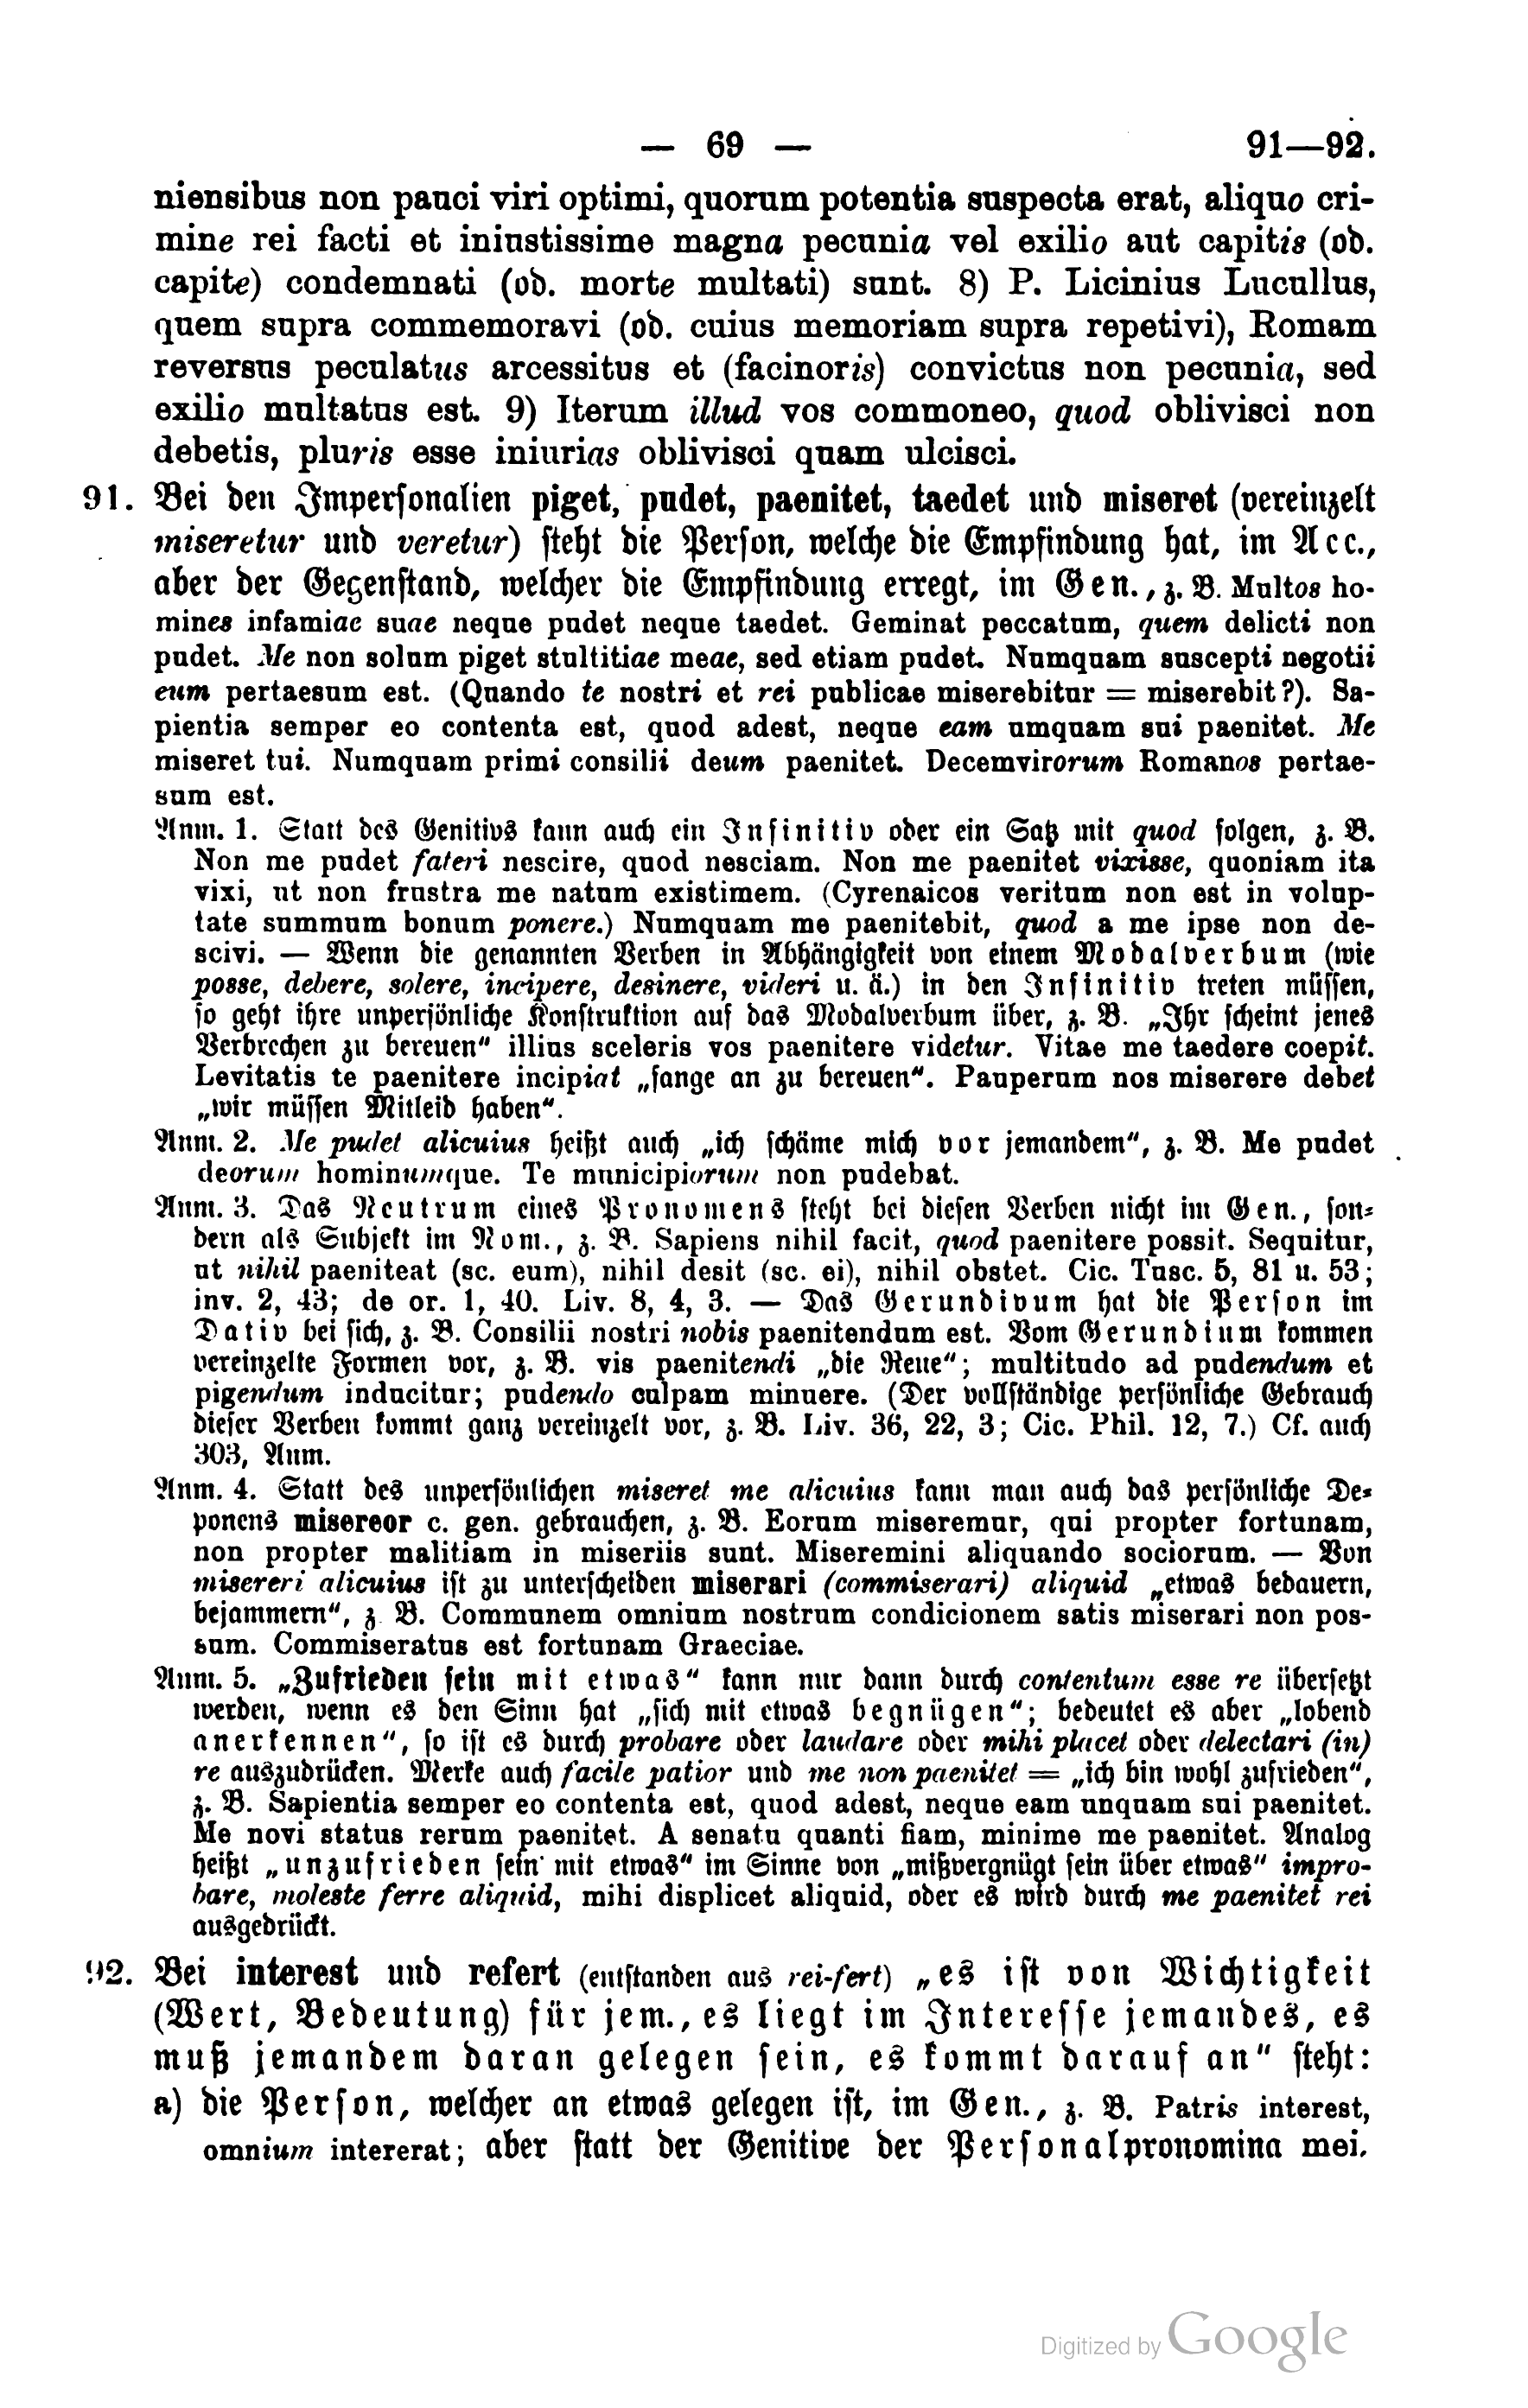 — 69 — 91—92.
niensibus non pauci viri optimi, quorum potentia suspecta erat, aliquo cri-
mine rei facti et iniustissime magna pecunia vel exilio aut capitis (od.
capite) condemnati (od. morte multati) sunt. 8) P. Licinius Lucullus,
quem supra commemoravi (od. cuius memoriam supra repetivi), Romam
reversus peculatus arcessitus et (facinoris) convictus non pecunia, sed
exilio multatus est. 9) Iterum illud vos commoneo, quod oblivisci non
debetis, pluris esse iniurias oblivisci quam ulcisci.
91. Bei den Impersonalien piget, pudet, paenitet, taedet und miseret (vereinzelt
miseretur und veretur) steht die Person, welche die Empfindung hat, im Acc.,
aber der Gegenstand, welcher die Empfindung erregt, im Gen., z. B. Multos ho-
mines infamiae suae neque pudet neque taedet. Geminat peccatum, quem delicti non
pudet. Me non solum piget stultitiae meae, sed etiam pudet. Numquam suscepti negotii
eum pertaesum est. (Quando te nostri et rei publicae miserebitur = miserebit?). Sa-
pientia semper eo contenta est, quod adest, neque eam umquam sui paenitet. Me
miseret tui. Numquam primi consilii deum paenitet. Decemvirorum Romanos pertae-
sum est.
Anm. 1. Statt des Genitivs kann auch ein Infinitiv oder ein Satz mit quod folgen, z. B.
Non me pudet fateri nescire, quod nesciam. Non me paenitet vixisse, quoniam ita
vixi, ut non frustra me natum existimem. (Cyrenaicos veritum non est in volup-
tate summum bonum ponere.) Numquam me paenitebit, quod a me ipse non de-
scivi. — Wenn die genannten Verben in Abhängigkeit von einem Modalverbum (wie
posse, debere, solere, incipere, desinere, videri u. ä.) in den Infinitiv treten müssen,
so geht ihre unpersönliche Konstruktion auf das Modalverbum über, z. B. „Ihr scheint jenes
Verbrechen zu bereuen“ illius sceleris vos paenitere videtur. Vitae me taedere coepit.
Levitatis te paenitere incipiat „fange an zu bereuen“. Pauperum nos miserere debet
„wir müssen Mitleid haben“.
Anm. 2. Me pudet alicuius heißt auch „ich schäme mich vor jemandem“, z. B. Me pudet
deorum hominumque. Te municipiorum non pudebat.
Anm. 3. Das Neutrum eines Pronomens steht bei diesen Verben nicht im Gen., son-
dern als Subjekt im Nom., z. B. Sapiens nihil facit, quod paenitere possit. Sequitur,
ut nihil paeniteat (sc. eum), nihil desit (sc. ei), nihil obstet. Cic. Tusc. 5, 81 u. 53;
inv. 2, 43; de or. 1, 40. Liv. 8, 4, 3. — Das Gerundivum hat die Person im
Dativ bei sich, z. B. Consilii nostri nobis paenitendum est. Vom Gerundium kommen
vereinzelte Formen vor, z. B. vis paenitendi „die Reue“; multitudo ad pudendum et
pigendum inducitur; pudendo culpam minuere. (Der vollständige persönliche Gebrauch
dieser Verben kommt ganz vereinzelt vor, z. B. Liv. 36, 22, 3; Cic. Phil. 12, 7.) Cf. auch
303, Anm.
Anm. 4. Statt des unpersönlichen miseret me alicuius kann man auch das persönliche De-
ponens misereor c. gen. gebrauchen, z. B. Eorum miseremur, qui propter fortunam,
non propter malitiam in miseriis sunt. Miseremini aliquando sociorum. — Von
misereri alicuius ist zu unterscheiden miserari (commiserari) aliquid „etwas bedauern,
bejammern“, z. B. Communem omnium nostrum condicionem satis miserari non pos-
sum. Commiseratus est fortunam Graeciae.
Anm. 5. „Zufrieden sein mit etwas“ kann nur dann durch contentum esse re übersetzt
werden, wenn es den Sinn hat „sich mit etwas begnügen“; bedeutet es aber „lobend
anerkennen“, so ist es durch probare oder laudare oder mihi placet oder delectari (in)
re auszudrücken. Merke auch facile patior und me non paenitet = „ich bin wohl zufrieden“,
z. B. Sapientia semper eo contenta est, quod adest, neque eam unquam sui paenitet.
Me novi status rerum paenitet. A senatu quanti fiam, minime me paenitet. Analog
heißt „unzufrieden sein mit etwas“ im Sinne von „mißvergnügt sein über etwas“ impro-
bare, moleste ferre aliquid, mihi displicet aliquid, oder es wird durch me paenitet rei
ausgedrückt.
92. Bei interest und refert (entstanden aus rei-fert) „es ist von Wichtigkeit
(Wert, Bedeutung) für jem., es liegt im Interesse jemandes, es
muß jemandem daran gelegen sein, es kommt darauf an“ steht:
a) die Person, welcher an etwas gelegen ist, im Gen., z. B. Patris interest,
omnium intererat; aber statt der Genitive der Personalpronomina mei,
Digitized by Google